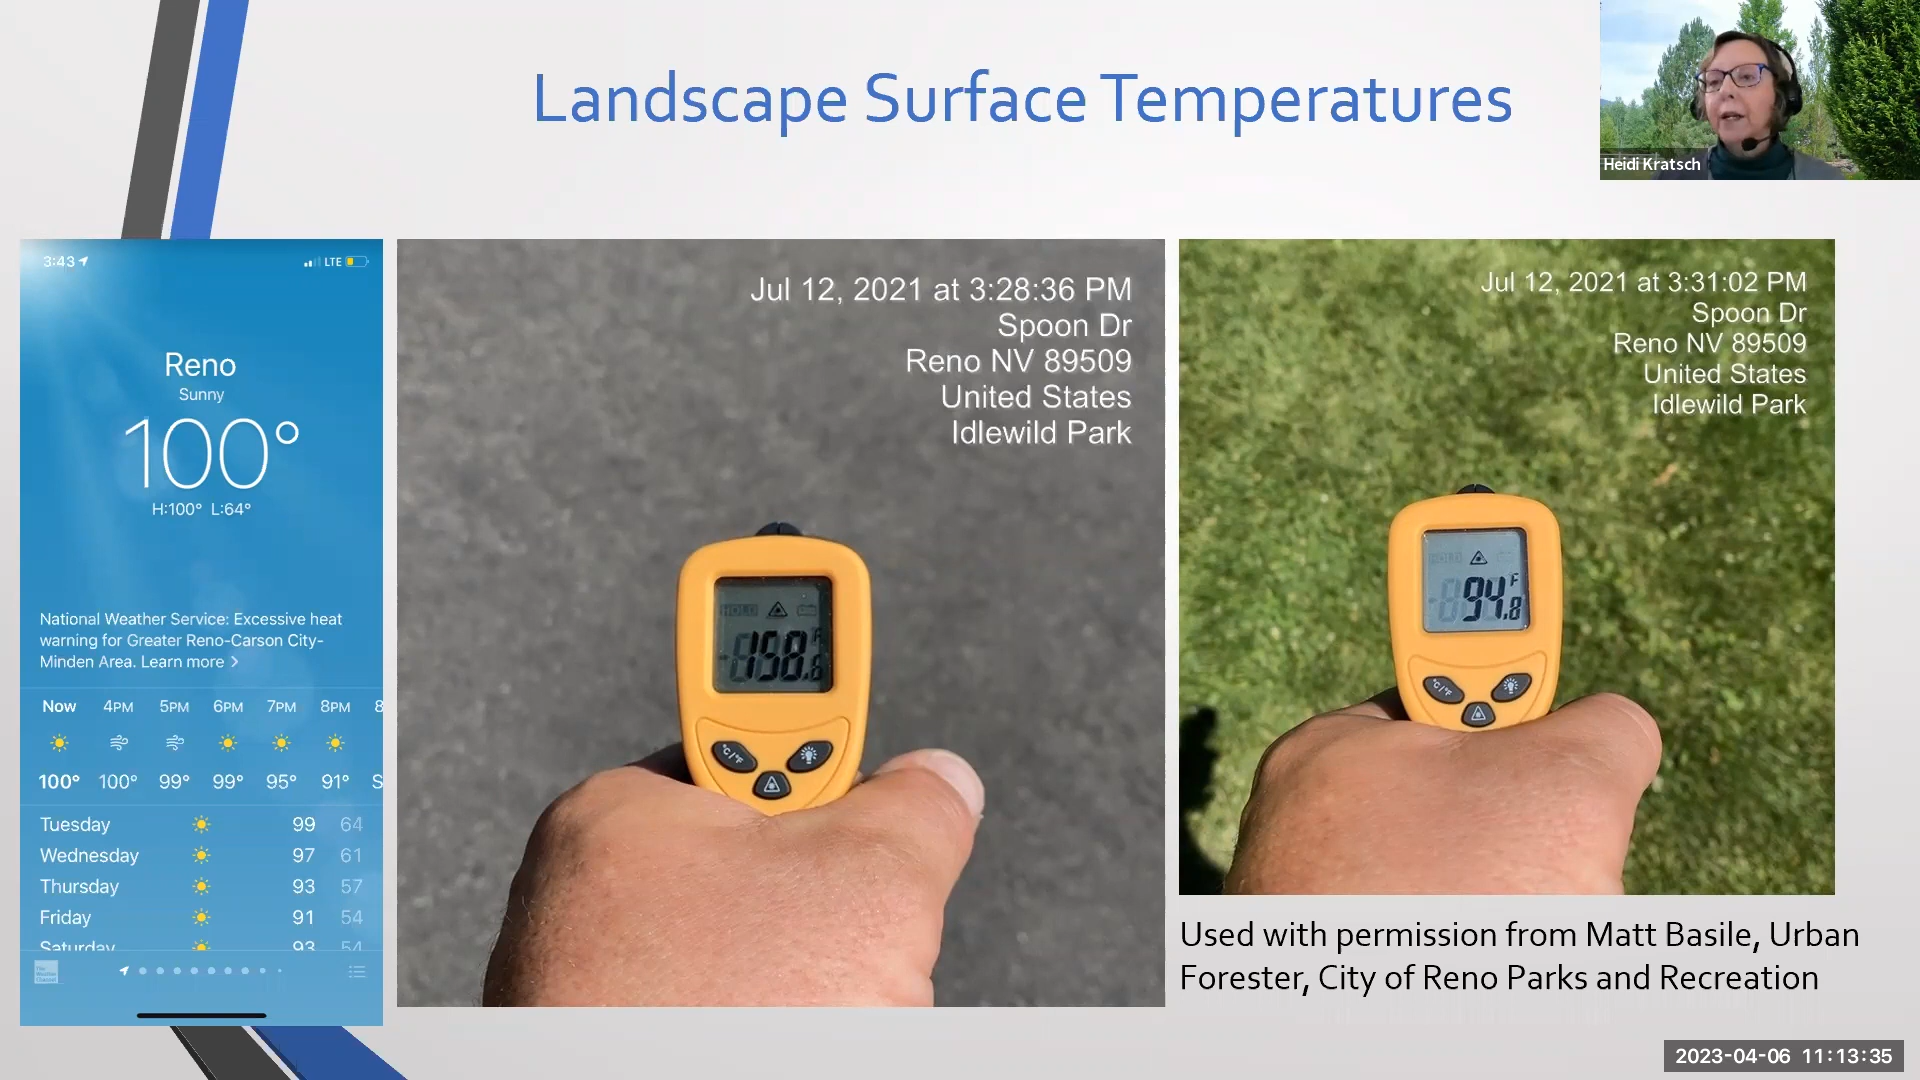 Landscape Surface Temperatures
Heidi Kratsch
3:43
LTE
Reno
Sunny
100°
H:100° L:64°
National Weather Service: Excessive heat
warning for Greater Reno-Carson City-
Minden Area. Learn more >
Now 4PM 5PM 6PM 7PM 8PM 8
100° 100° 99° 99° 95° 91° S
Tuesday 99 64
Wednesday 97 61
Thursday 93 57
Friday 91 54
Saturday 93 54
Jul 12, 2021 at 3:28:36 PM
Spoon Dr
Reno NV 89509
United States
Idlewild Park
158.6 F
°C/°F
Jul 12, 2021 at 3:31:02 PM
Spoon Dr
Reno NV 89509
United States
Idlewild Park
94.8 F
°C/°F
Used with permission from Matt Basile, Urban
Forester, City of Reno Parks and Recreation
2023-04-06 11:13:35